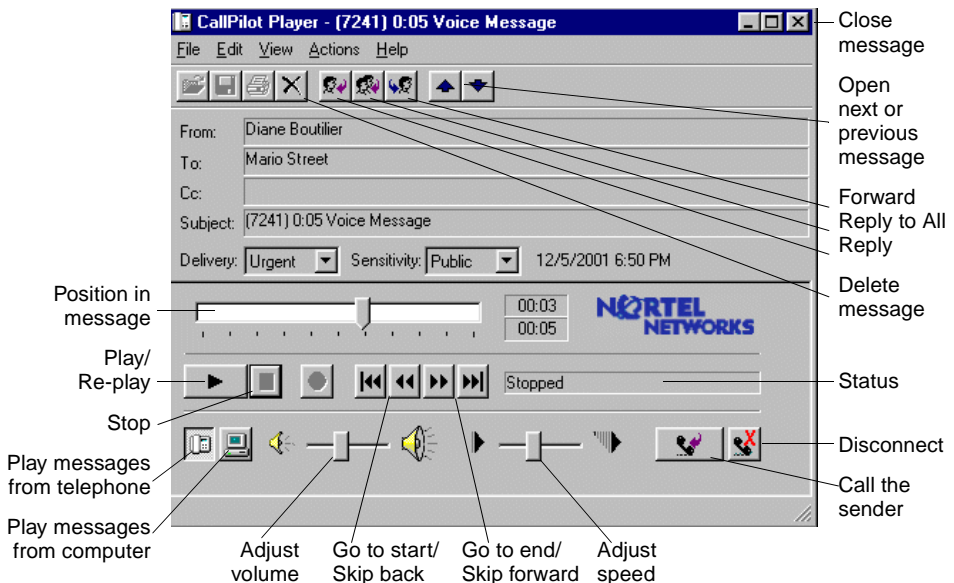 CallPilot Player - (7241) 0:05 Voice Message
File Edit View Actions Help
From: Diane Boutilier
To: Mario Street
Cc:
Subject: (7241) 0:05 Voice Message
Delivery: Urgent Sensitivity: Public 12/5/2001 6:50 PM
00:03
00:05
NORTEL
NETWORKS
Stopped
Close
message
Open
next or
previous
message
Forward
Reply to All
Reply
Delete
message
Status
Disconnect
Call the
sender
Position in
message
Play/
Re-play
Stop
Play messages
from telephone
Play messages
from computer
Adjust
volume
Go to start/
Skip back
Go to end/
Skip forward
Adjust
speed